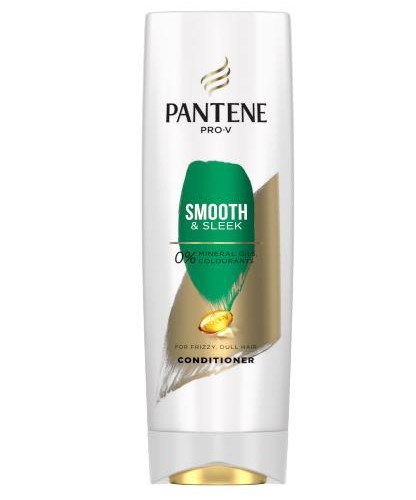 PANTENE
PRO-V
SMOOTH
& SLEEK
0% MINERAL OILS,
COLOURANTS
FOR FRIZZY, DULL HAIR
CONDITIONER